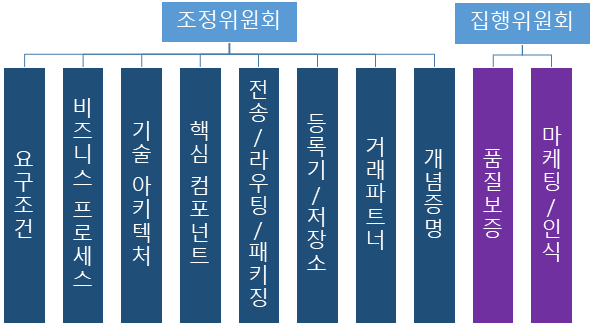 조정위원회
집행위원회
요구조건
비즈니스 프로세스
기술 아키텍처
핵심 컴포넌트
전송/라우팅/패키징
등록기/저장소
거래파트너
개념증명
품질보증
마케팅/인식